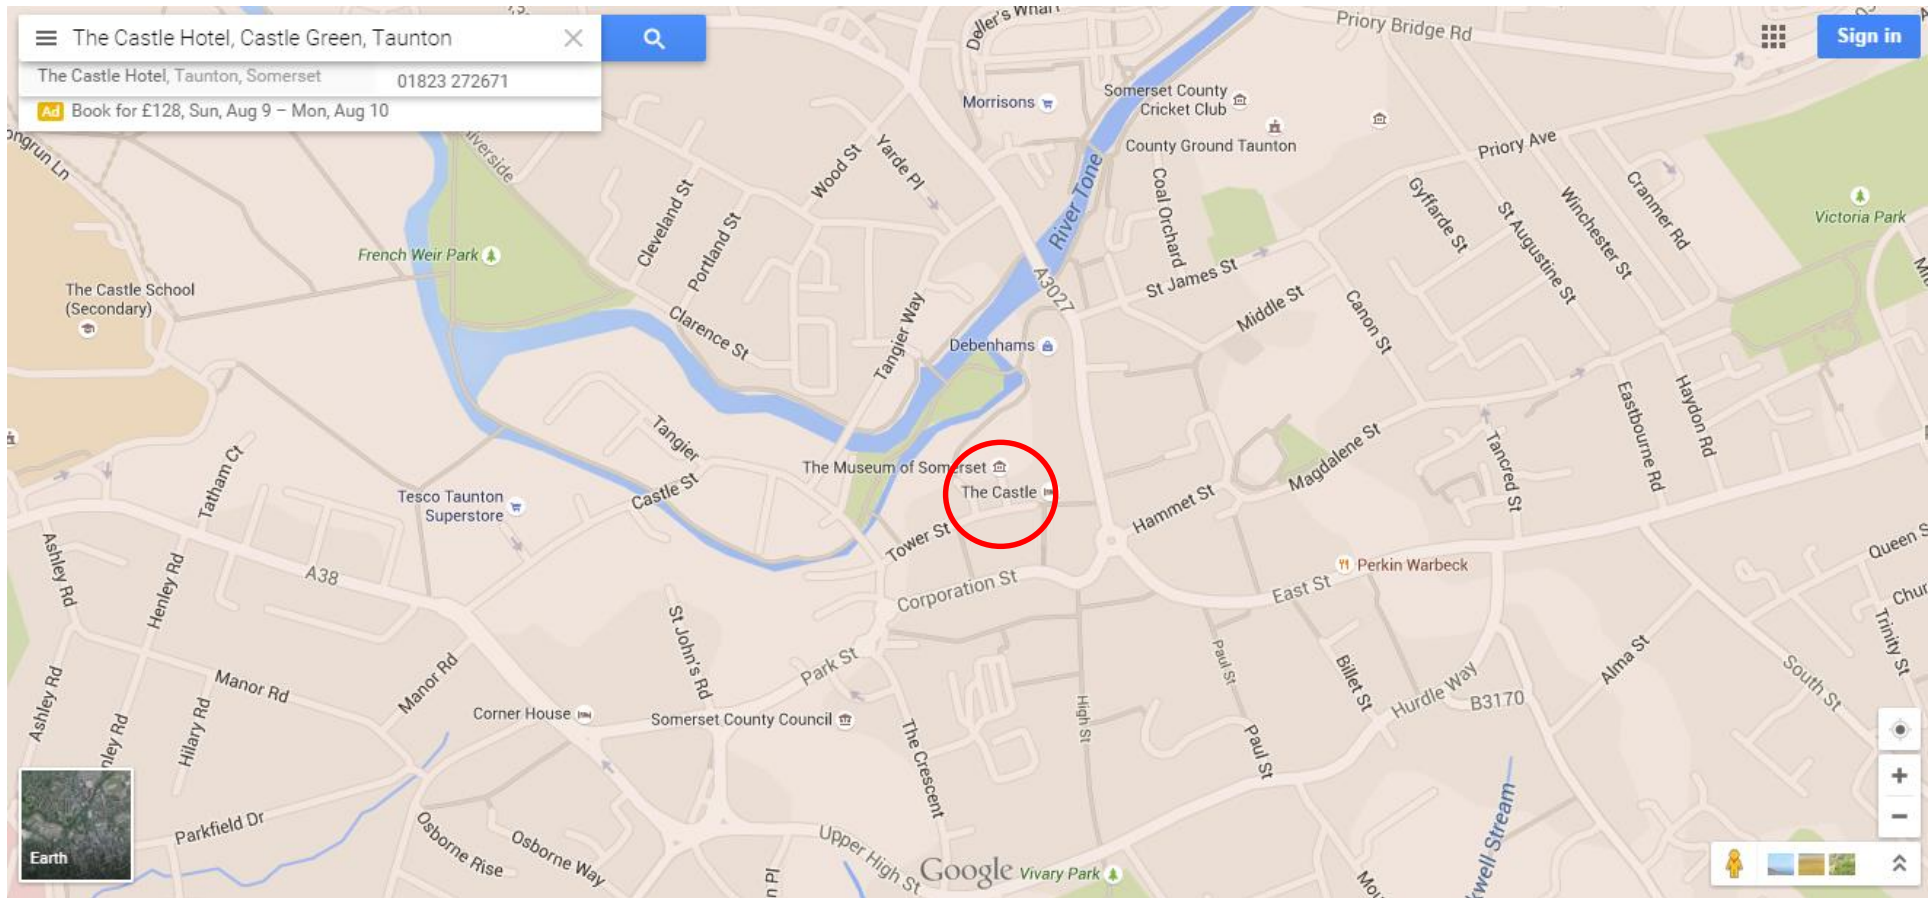 The Castle Hotel, Castle Green, Taunton
The Castle Hotel, Taunton, Somerset
01823 272671
Ad Book for £128, Sun, Aug 9 – Mon, Aug 10
Sign in
Priory Bridge Rd
Morrisons
Somerset County
Cricket Club
County Ground Taunton
Priory Ave
Yarde Pl
Wood St
River Tone
Coal Orchard
Gyffarde St
St Augustine St
Winchester St
Cranmer Rd
Victoria Park
Cleveland St
Portland St
French Weir Park
The Castle School
(Secondary)
A3027
St James St
Middle St
Canon St
Clarence St
Tangier Way
Debenhams
Eastbourne Rd
Haydon Rd
Tangier
Tatham Ct
The Museum of Somerset
The Castle
Magdalene St
Tancred St
Tesco Taunton
Superstore
Castle St
Hammet St
Tower St
Ashley Rd
Henley Rd
A38
Corporation St
East St
Perkin Warbeck
Trinity St
St John's Rd
Park St
Paul St
Billet St
Alma St
South St
Manor Rd
Manor Rd
Ashley Rd
Hilary Rd
Hurdle Way
B3170
Corner House
Somerset County Council
High St
The Crescent
Paul St
Parkfield Dr
Osborne Rise
Osborne Way
Upper High St
Google
Vivary Park
Earth